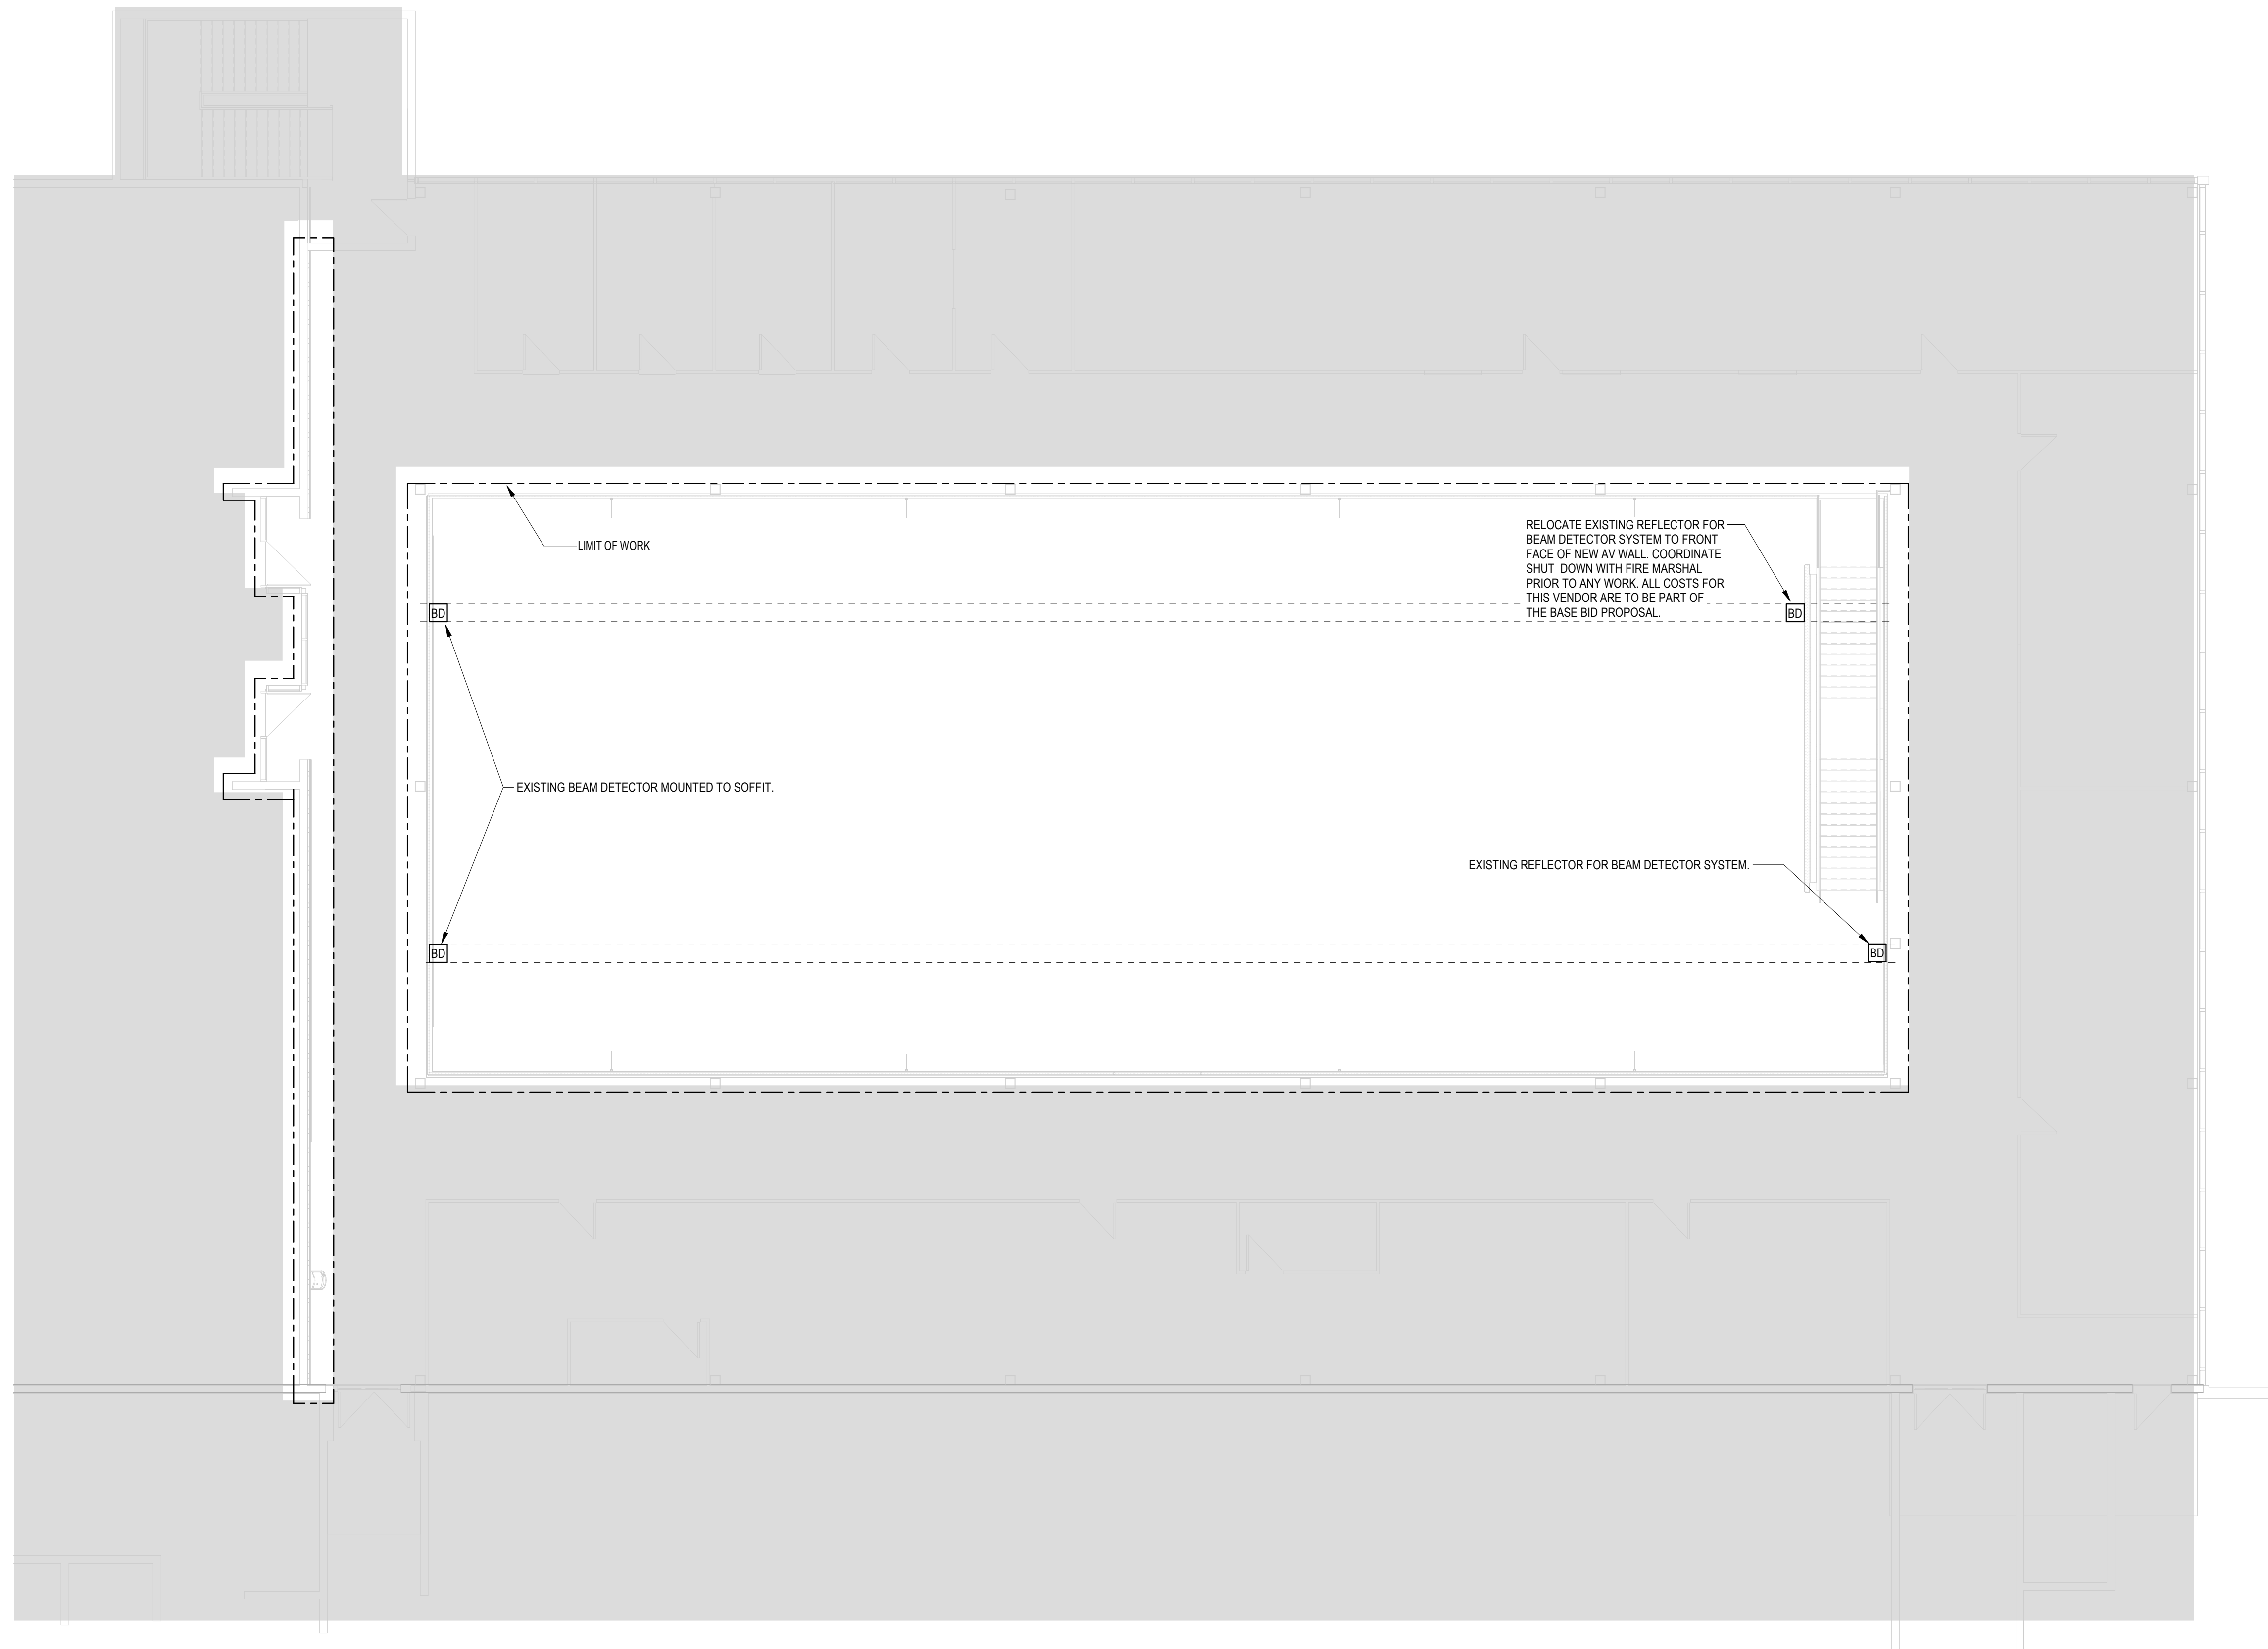 LIMIT OF WORK
RELOCATE EXISTING REFLECTOR FOR
BEAM DETECTOR SYSTEM TO FRONT
FACE OF NEW AV WALL. COORDINATE
SHUT DOWN WITH FIRE MARSHAL
PRIOR TO ANY WORK. ALL COSTS FOR
THIS VENDOR ARE TO BE PART OF
THE BASE BID PROPOSAL.
BD
BD
EXISTING BEAM DETECTOR MOUNTED TO SOFFIT.
EXISTING REFLECTOR FOR BEAM DETECTOR SYSTEM.
BD
BD